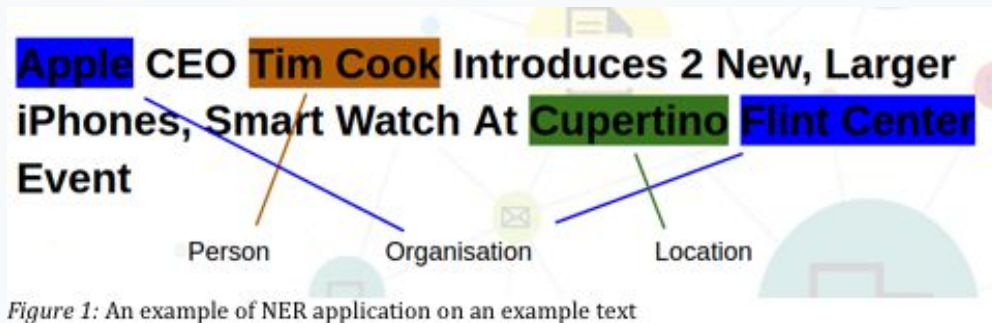 Apple CEO Tim Cook Introduces 2 New, Larger
iPhones, Smart Watch At Cupertino Flint Center
Event
Person Organisation Location
Figure 1: An example of NER application on an example text